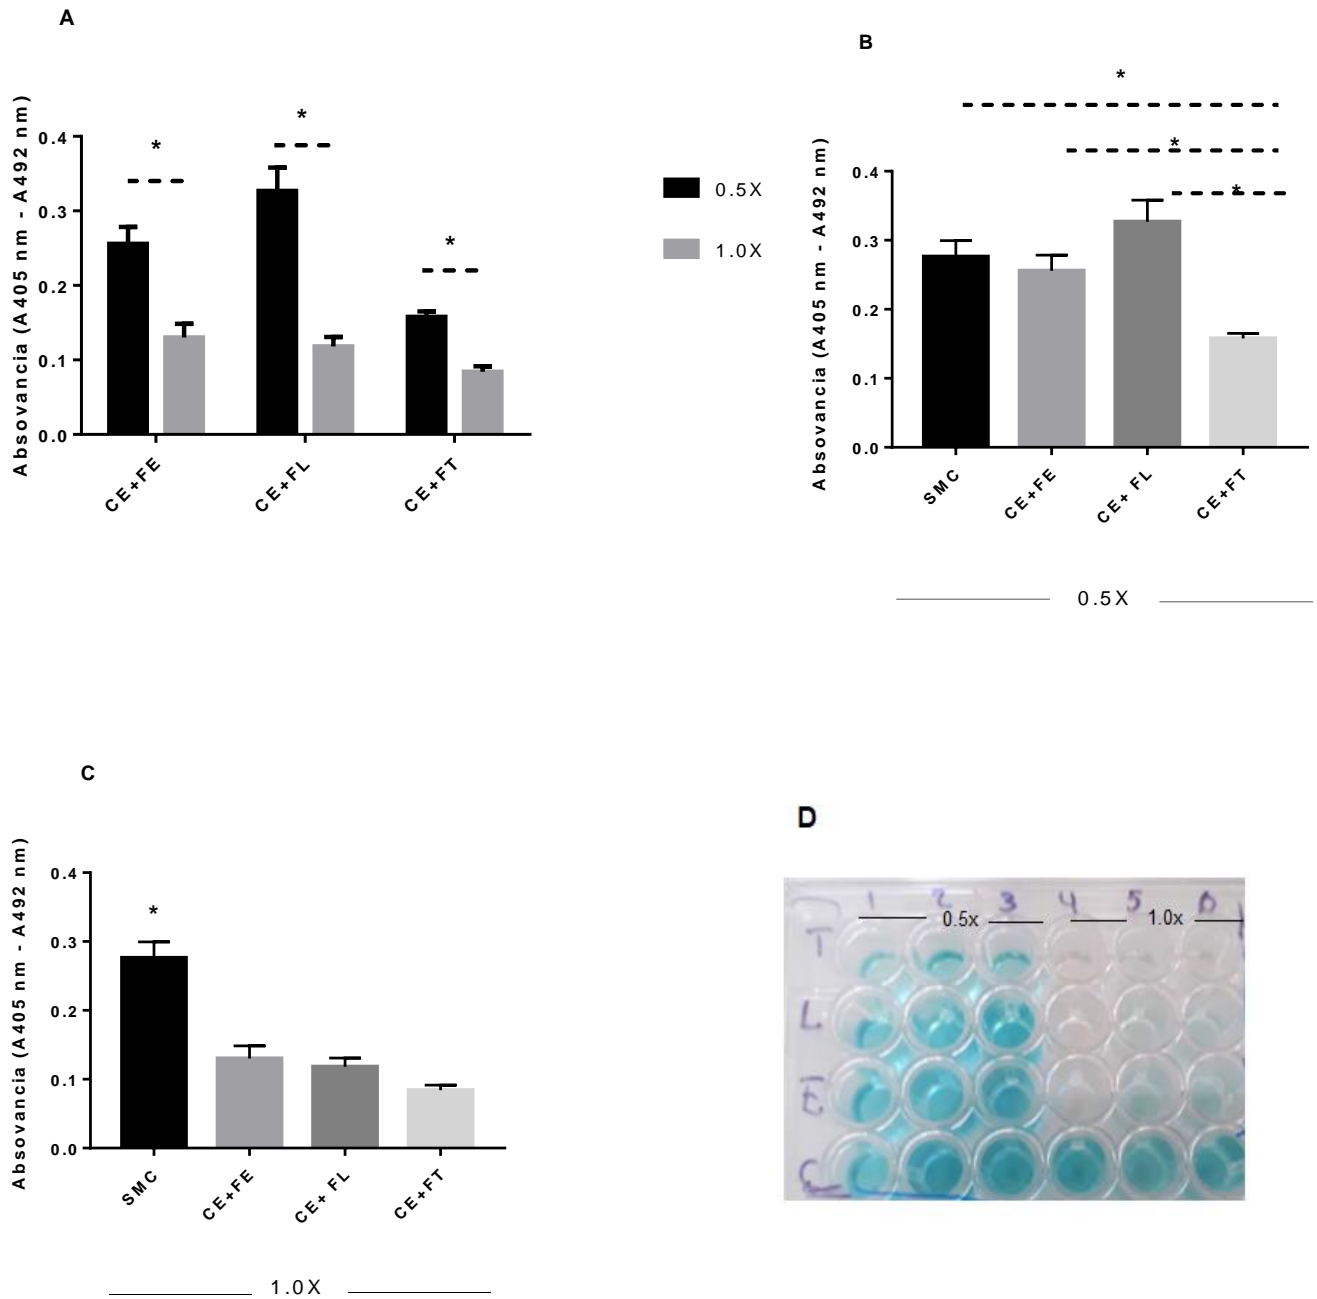 A
Absovancia (A405 nm - A492 nm)
0.4
0.3
0.2
0.1
0.0
*
*
*
CE+FE
CE+FL
CE+FT
0.5X
1.0X
B
Absovancia (A405 nm - A492 nm)
0.4
0.3
0.2
0.1
0.0
*
*
*
SMC
CE+FE
CE+ FL
CE+FT
0.5X
C
Absovancia (A405 nm - A492 nm)
0.4
0.3
0.2
0.1
0.0
*
SMC
CE+FE
CE+ FL
CE+FT
1.0X
D
1 2 3 4 5 6
0.5x 1.0x
T
L
E
C